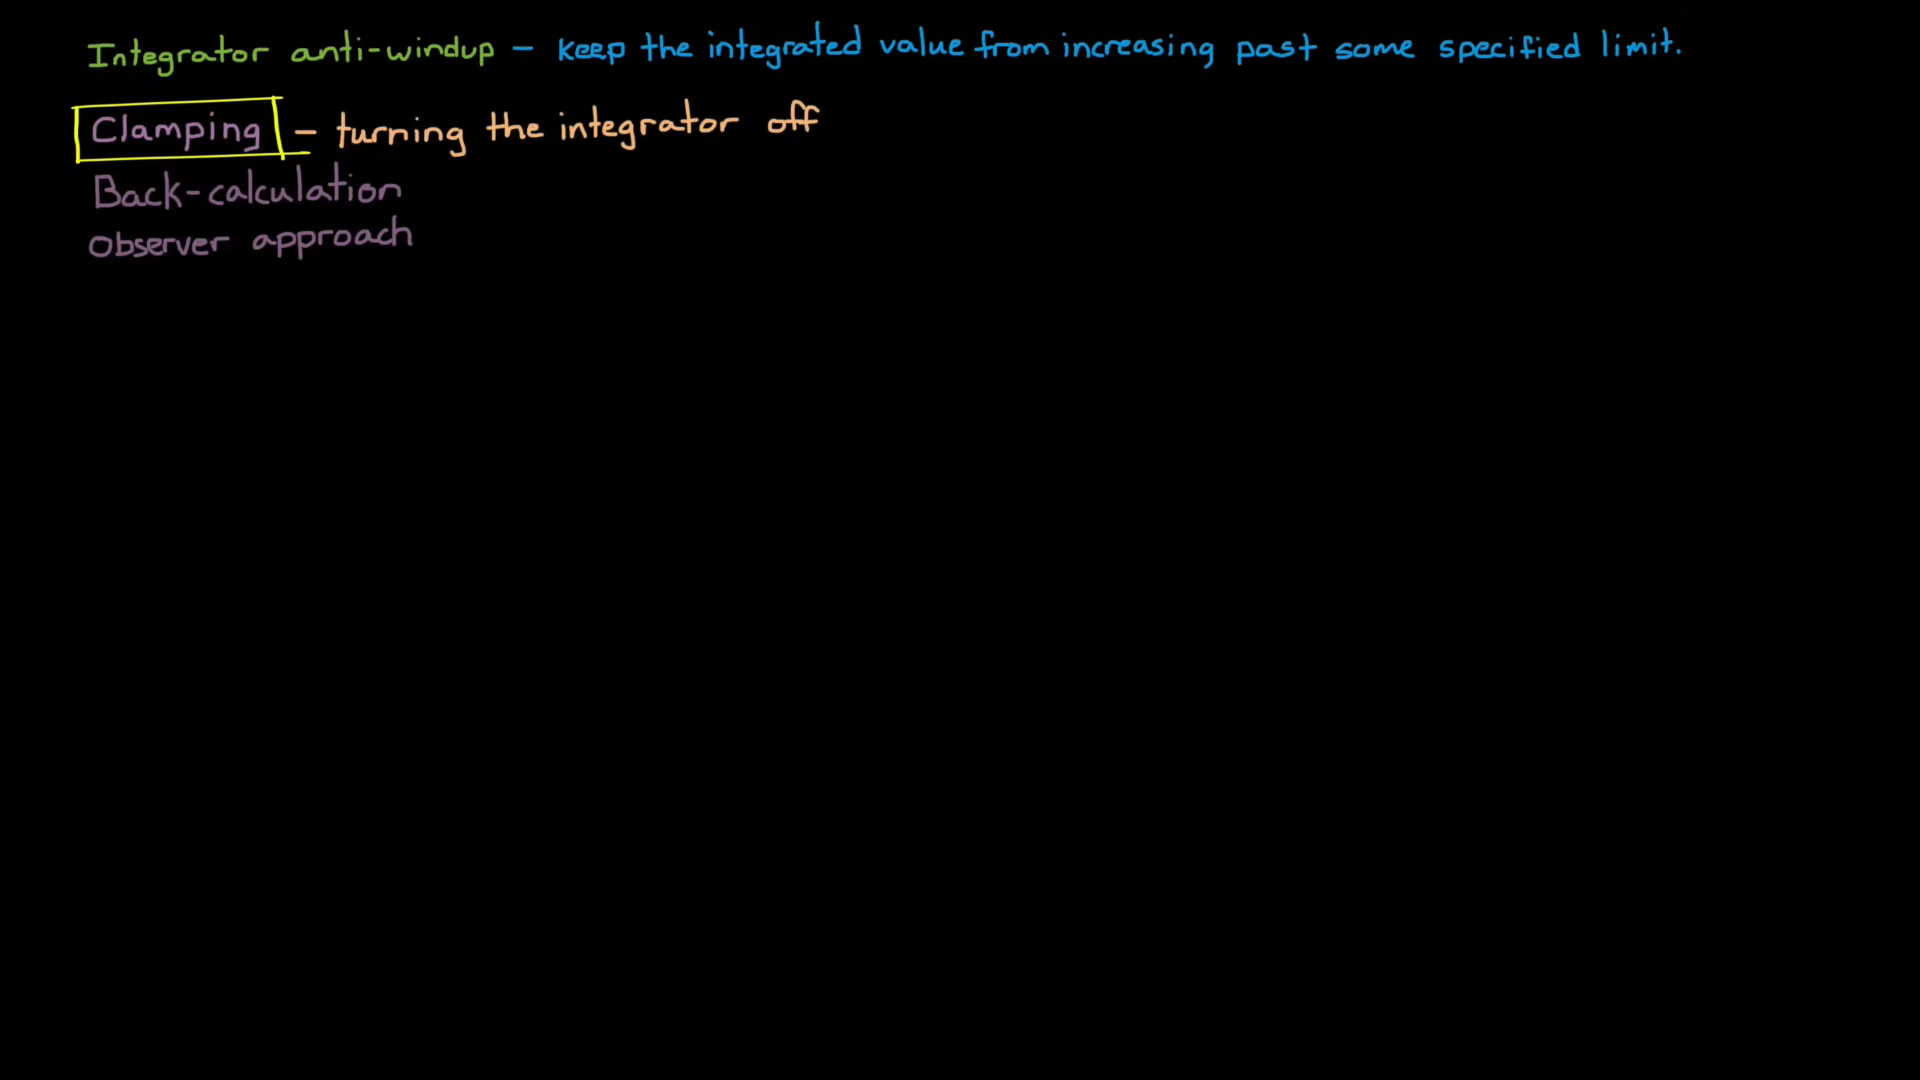 Integrator anti-windup – keep the integrated value from increasing past some specified limit.
Clamping – turning the integrator off
Back-calculation
Observer approach